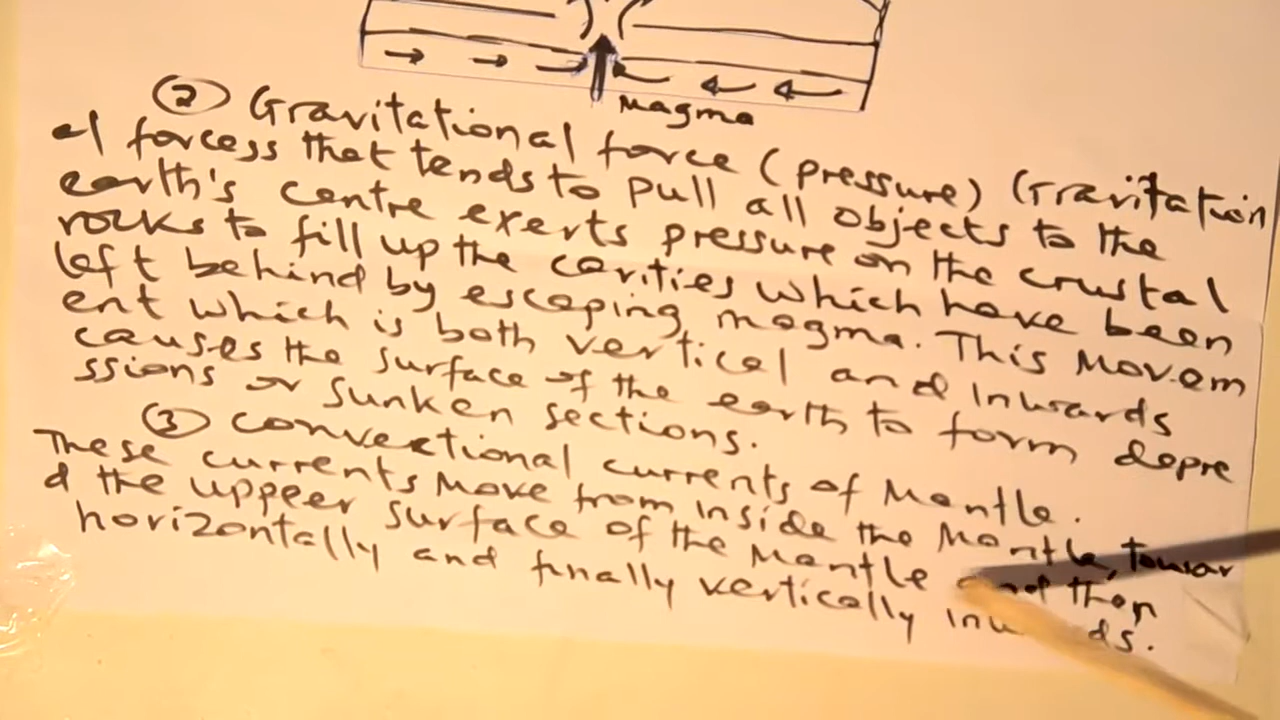 magma
② Gravitational force (pressure) Gravitation
al forcess that tends to pull all objects to the
earth's centre exerts pressure on the crustal
rocks to fill up the cavities which have been
left behind by escaping magma. This movem
ent which is both vertical and inwards
causes the surface of the earth to form depre
ssions or sunken sections.
③ convectional currents of Mantle.
These currents move from inside the Mantle, towar
d the uppeer surface of the mantle and then
horizontally and finally vertically inwards.